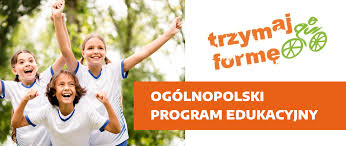 trzymaj
formę
OGÓLNOPOLSKI
PROGRAM EDUKACYJNY